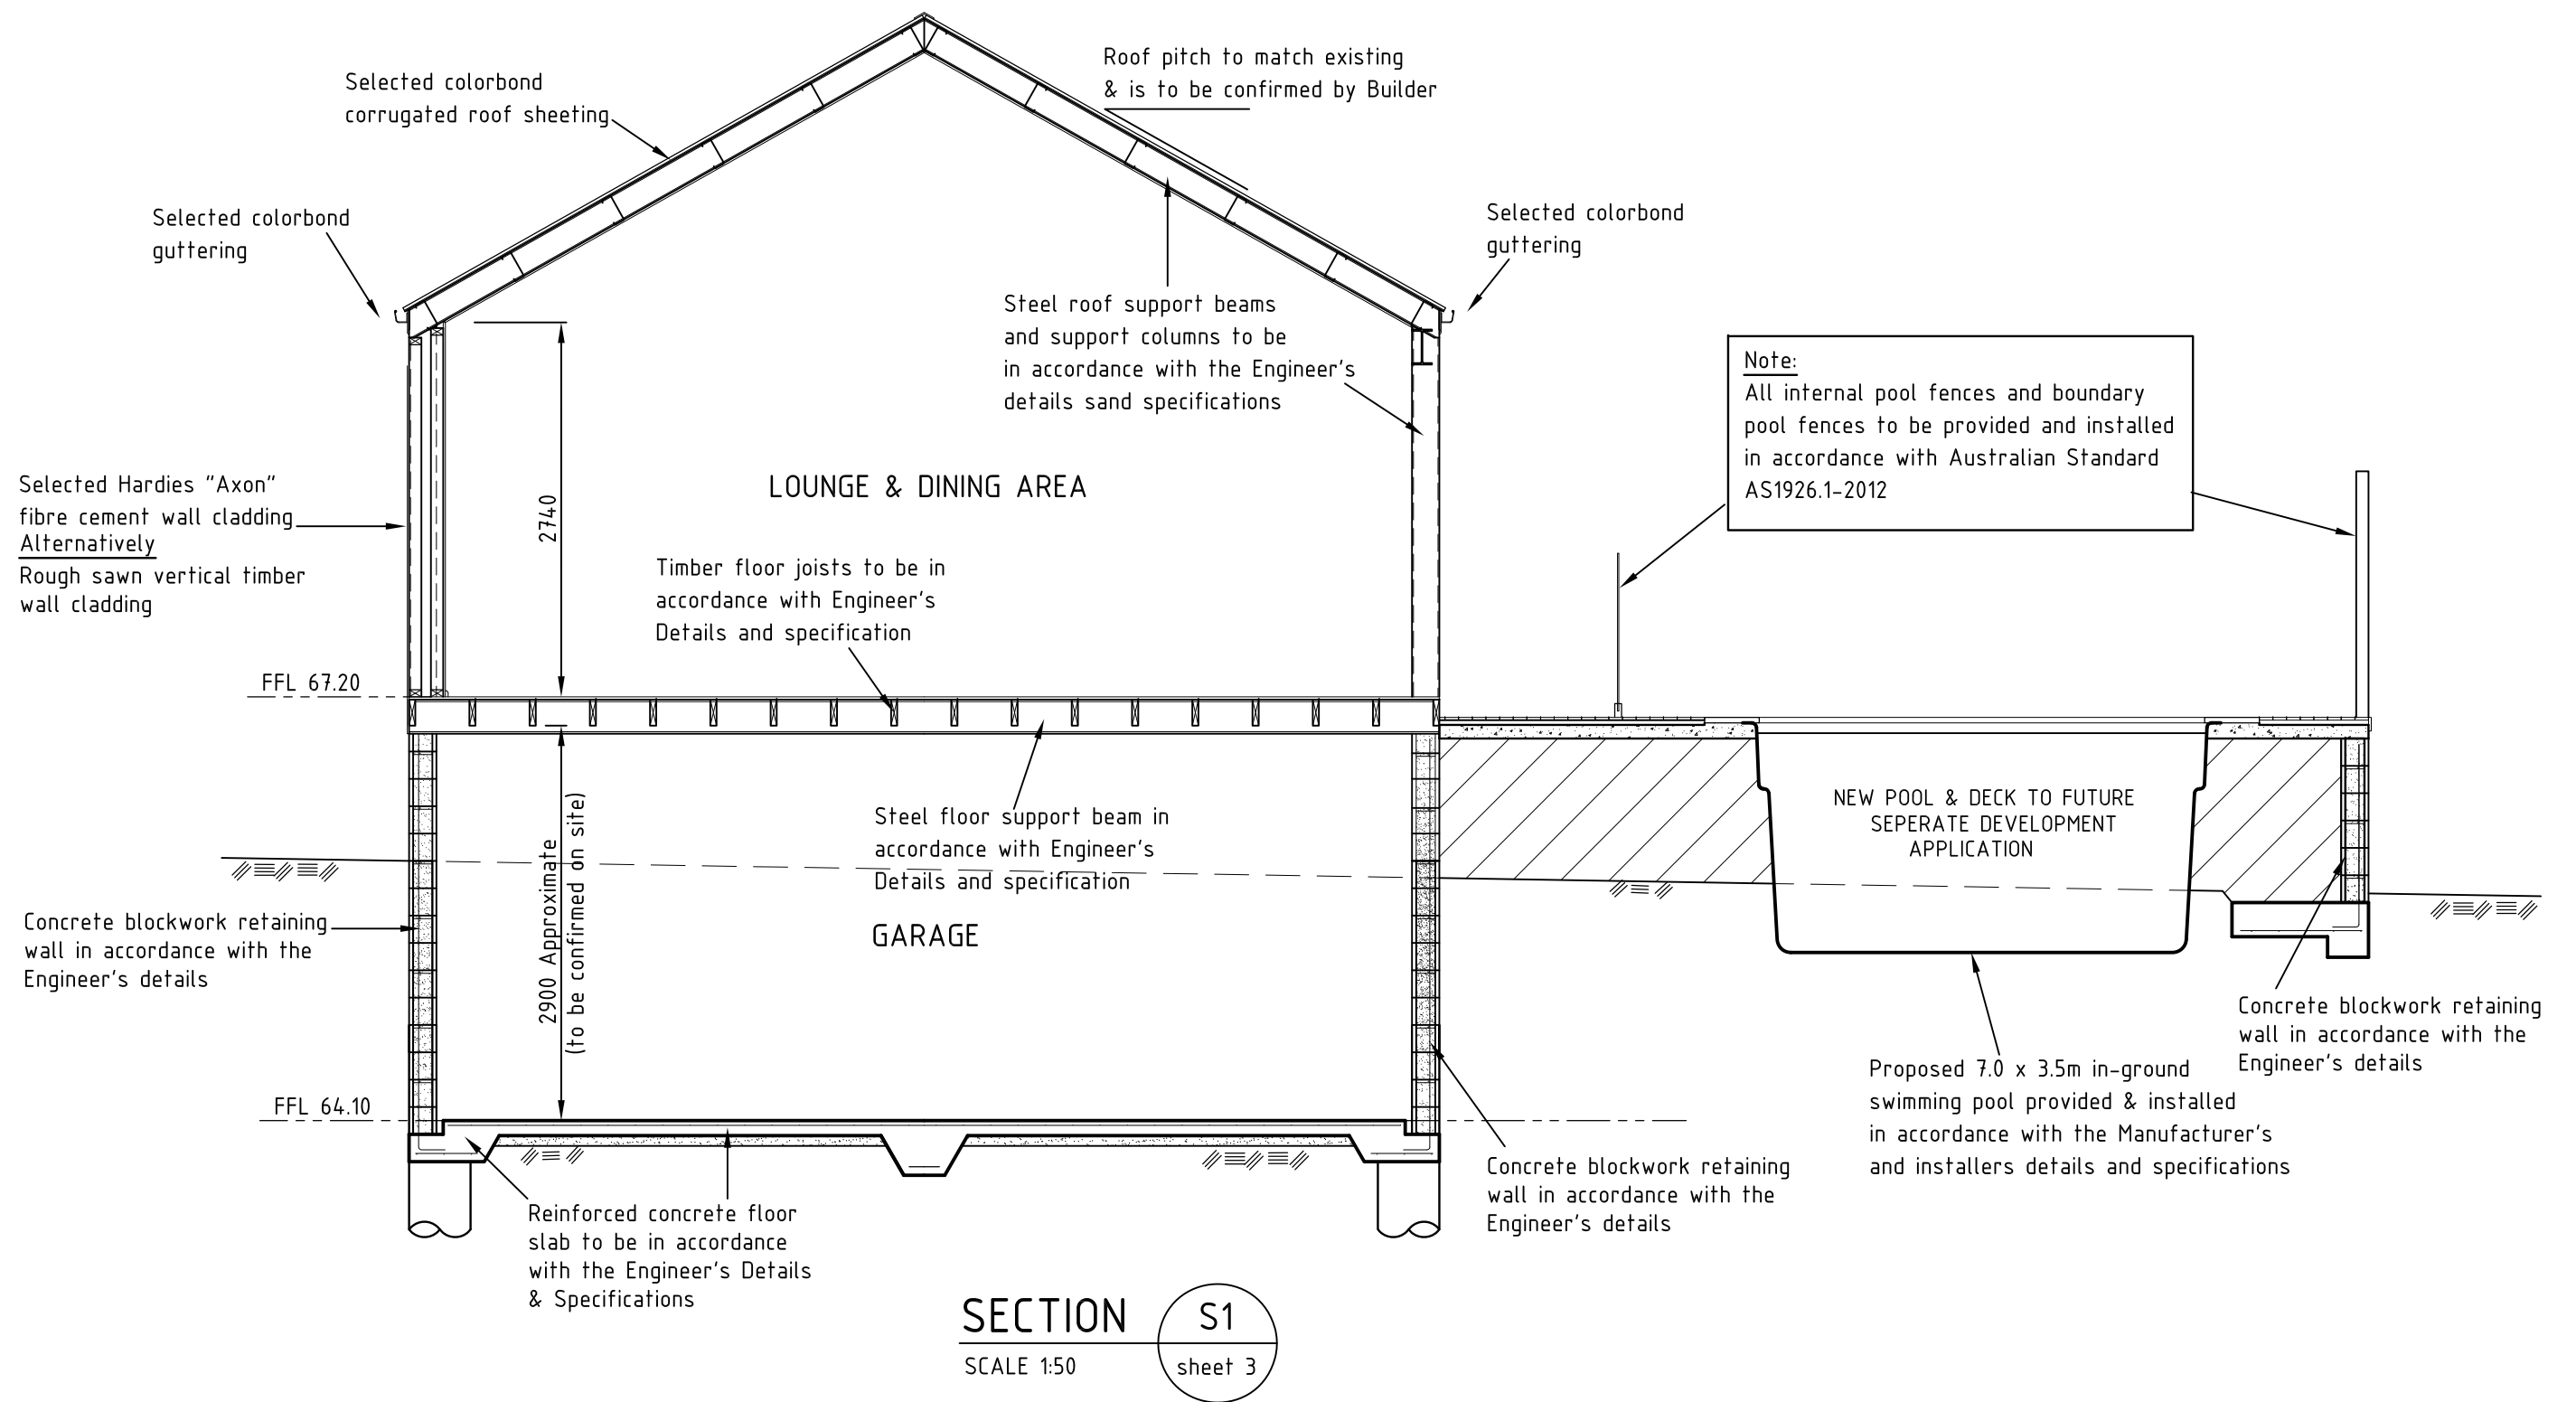 Selected colorbond
corrugated roof sheeting
Roof pitch to match existing
& is to be confirmed by Builder
Selected colorbond
guttering
Selected colorbond
guttering
Steel roof support beams
and support columns to be
in accordance with the Engineer's
details sand specifications
Note:
All internal pool fences and boundary
pool fences to be provided and installed
in accordance with Australian Standard
AS1926.1-2012
Selected Hardies "Axon"
fibre cement wall cladding
Alternatively
Rough sawn vertical timber
wall cladding
2740
LOUNGE & DINING AREA
Timber floor joists to be in
accordance with Engineer's
Details and specification
FFL 67.20
Steel floor support beam in
accordance with Engineer's
Details and specification
2900 Approximate
(to be confirmed on site)
GARAGE
NEW POOL & DECK TO FUTURE
SEPERATE DEVELOPMENT
APPLICATION
Concrete blockwork retaining
wall in accordance with the
Engineer's details
Concrete blockwork retaining
wall in accordance with the
Engineer's details
Proposed 7.0 x 3.5m in-ground
swimming pool provided & installed
in accordance with the Manufacturer's
and installers details and specifications
FFL 64.10
Concrete blockwork retaining
wall in accordance with the
Engineer's details
Reinforced concrete floor
slab to be in accordance
with the Engineer's Details
& Specifications
SECTION
S1
SCALE 1:50
sheet 3